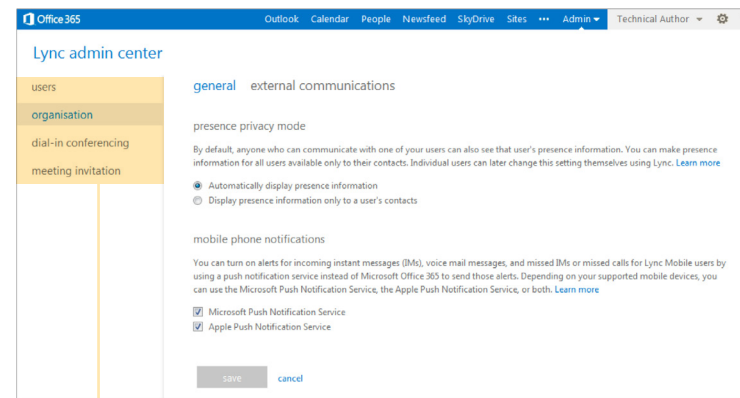 Office 365 Outlook Calendar People Newsfeed SkyDrive Sites ••• Admin Technical Author
Lync admin center
users
organisation
dial-in conferencing
meeting invitation
general external communications
presence privacy mode
By default, anyone who can communicate with one of your users can also see that user's presence information. You can make presence
information for all users available only to their contacts. Individual users can later change this setting themselves using Lync. Learn more
Automatically display presence information
Display presence information only to a user's contacts
mobile phone notifications
You can turn on alerts for incoming instant messages (IMs), voice mail messages, and missed IMs or missed calls for Lync Mobile users by
using a push notification service instead of Microsoft Office 365 to send those alerts. Depending on your supported mobile devices, you
can use the Microsoft Push Notification Service, the Apple Push Notification Service, or both. Learn more
Microsoft Push Notification Service
Apple Push Notification Service
save cancel